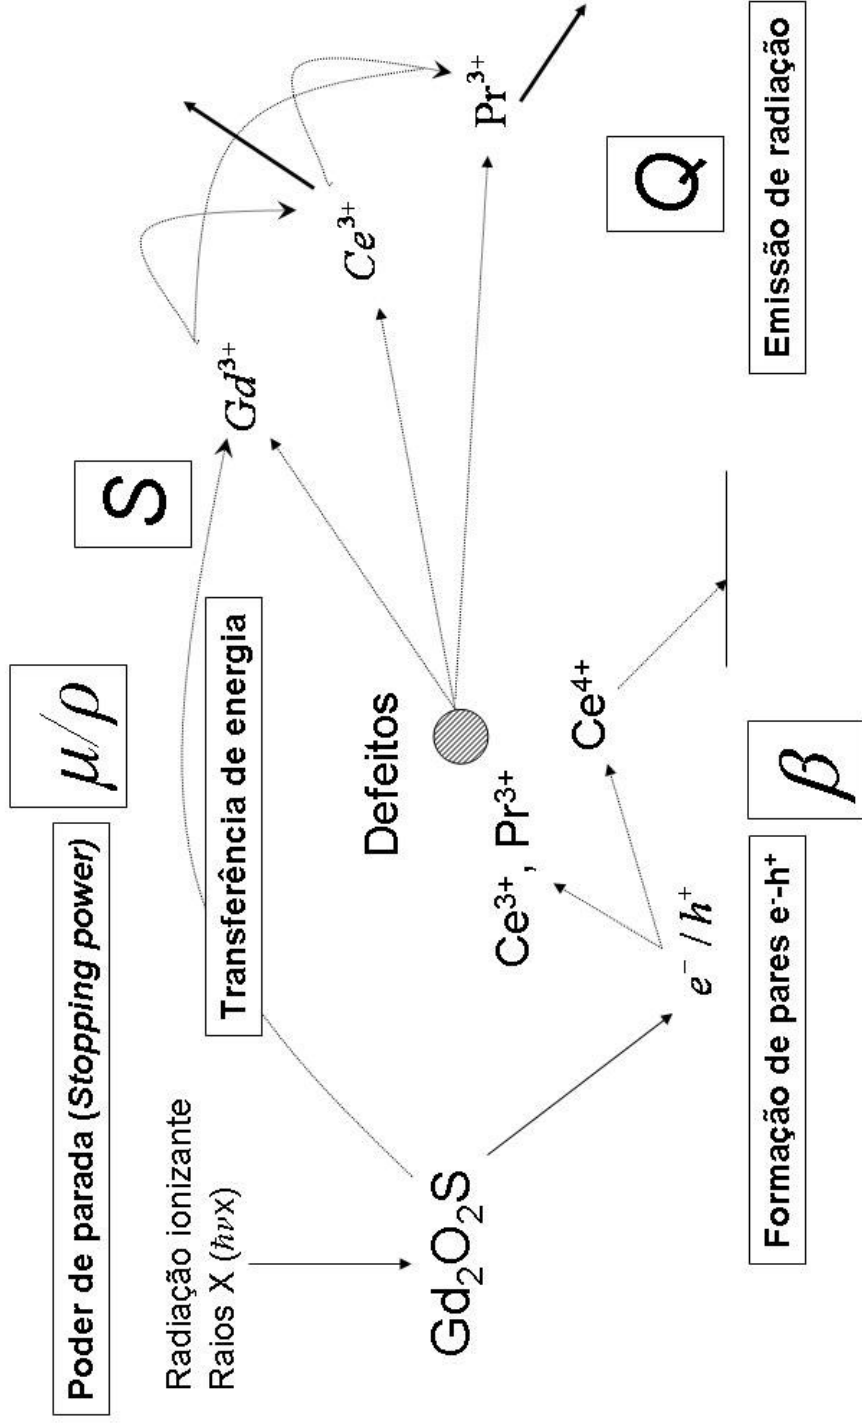 Poder de parada (Stopping power)
μ/ρ
S
Radiação ionizante
Raios X (ħνx)
Transferência de energia
Gd³⁺
Ce³⁺
Pr³⁺
Defeitos
Gd₂O₂S
Ce³⁺, Pr³⁺
Ce⁴⁺
e⁻ / h⁺
Q
Formação de pares e⁻-h⁺
β
Emissão de radiação